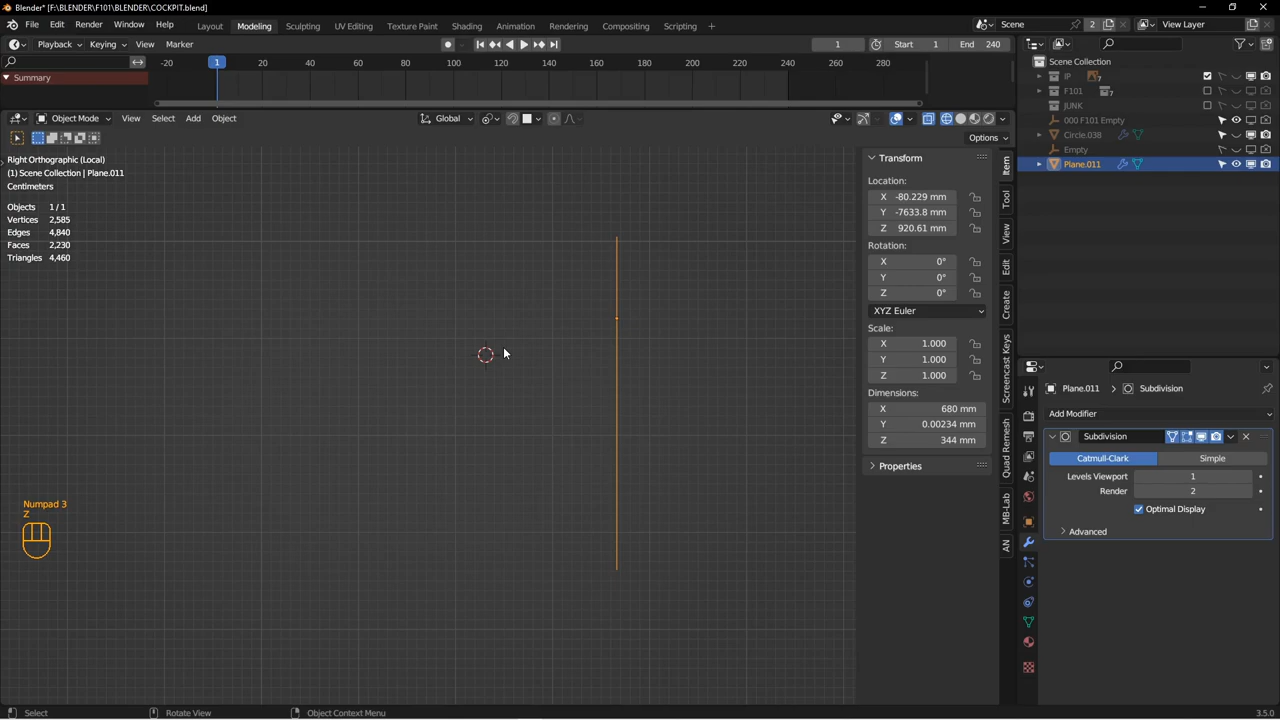 Blender* [F:\BLENDER\F101\BLENDER\COCKPIT.blend]
File Edit Render Window Help Layout Modeling Sculpting UV Editing Texture Paint Shading Animation Rendering Compositing Scripting + Scene 2 View Layer
Playback Keying View Marker 1 Start 1 End 240
-20 1 20 40 60 80 100 120 140 160 180 200 220 240 260 280
Summary
Scene Collection
IP 7
F101 7
JUNK
000 F101 Empty
Circle.038
Empty
Plane.011
Object Mode View Select Add Object Global
Options
Right Orthographic (Local)
(1) Scene Collection | Plane.011
Centimeters
Objects 1 / 1
Vertices 2,585
Edges 4,840
Faces 2,230
Triangles 4,460
Transform
Location:
X -80.229 mm
Y -7633.8 mm
Z 920.61 mm
Rotation:
X 0°
Y 0°
Z 0°
XYZ Euler
Scale:
X 1.000
Y 1.000
Z 1.000
Dimensions:
X 680 mm
Y 0.00234 mm
Z 344 mm
Properties
Item
Tool
View
Edit
Create
Screencast Keys
Quad Remesh
MB-Lab
AN
Plane.011 > Subdivision
Add Modifier
Subdivision
Catmull-Clark Simple
Levels Viewport 1
Render 2
Optimal Display
Advanced
Numpad 3
Z
Select Rotate View Object Context Menu 3.5.0